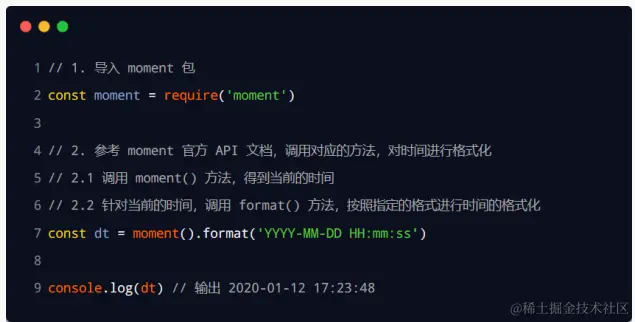 1 // 1. 导入 moment 包
2 const moment = require('moment')
3
4 // 2. 参考 moment 官方 API 文档，调用对应的方法，对时间进行格式化
5 // 2.1 调用 moment() 方法，得到当前的时间
6 // 2.2 针对当前的时间，调用 format() 方法，按照指定的格式进行时间的格式化
7 const dt = moment().format('YYYY-MM-DD HH:mm:ss')
8
9 console.log(dt) // 输出 2020-01-12 17:23:48
@稀土掘金技术社区